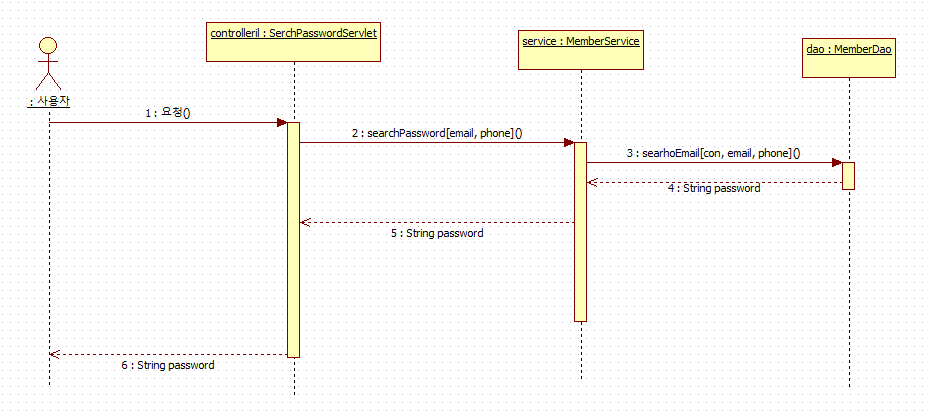 controlleril : SerchPasswordServlet
service : MemberService
dao : MemberDao
: 사용자
1 : 요청()
2 : searchPassword[email, phone]()
3 : searhoEmail[con, email, phone]()
4 : String password
5 : String password
6 : String password